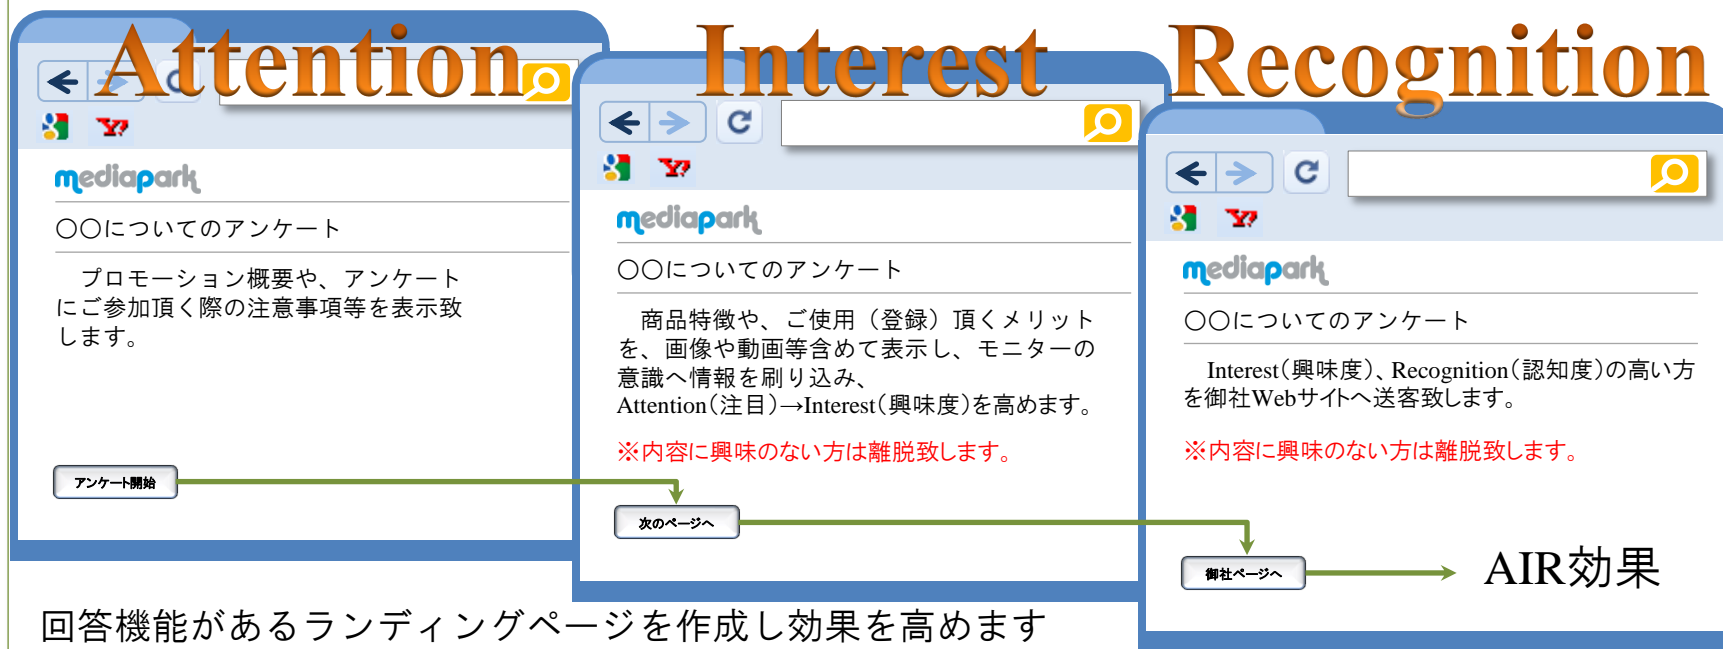 Attention
Interest
Recognition
mediapark
〇〇についてのアンケート
プロモーション概要や、アンケート
にご参加頂く際の注意事項等を表示致
します。
アンケート開始
mediapark
〇〇についてのアンケート
商品特徴や、ご使用（登録）頂くメリット
を、画像や動画等含めて表示し、モニターの
意識へ情報を刷り込み、
Attention（注目）→Interest（興味度）を高めます。
※内容に興味のない方は離脱致します。
次のページへ
mediapark
〇〇についてのアンケート
Interest（興味度）、Recognition（認知度）の高い方
を御社Webサイトへ送客致します。
※内容に興味のない方は離脱致します。
御社ページへ
AIR効果
回答機能があるランディングページを作成し効果を高めます